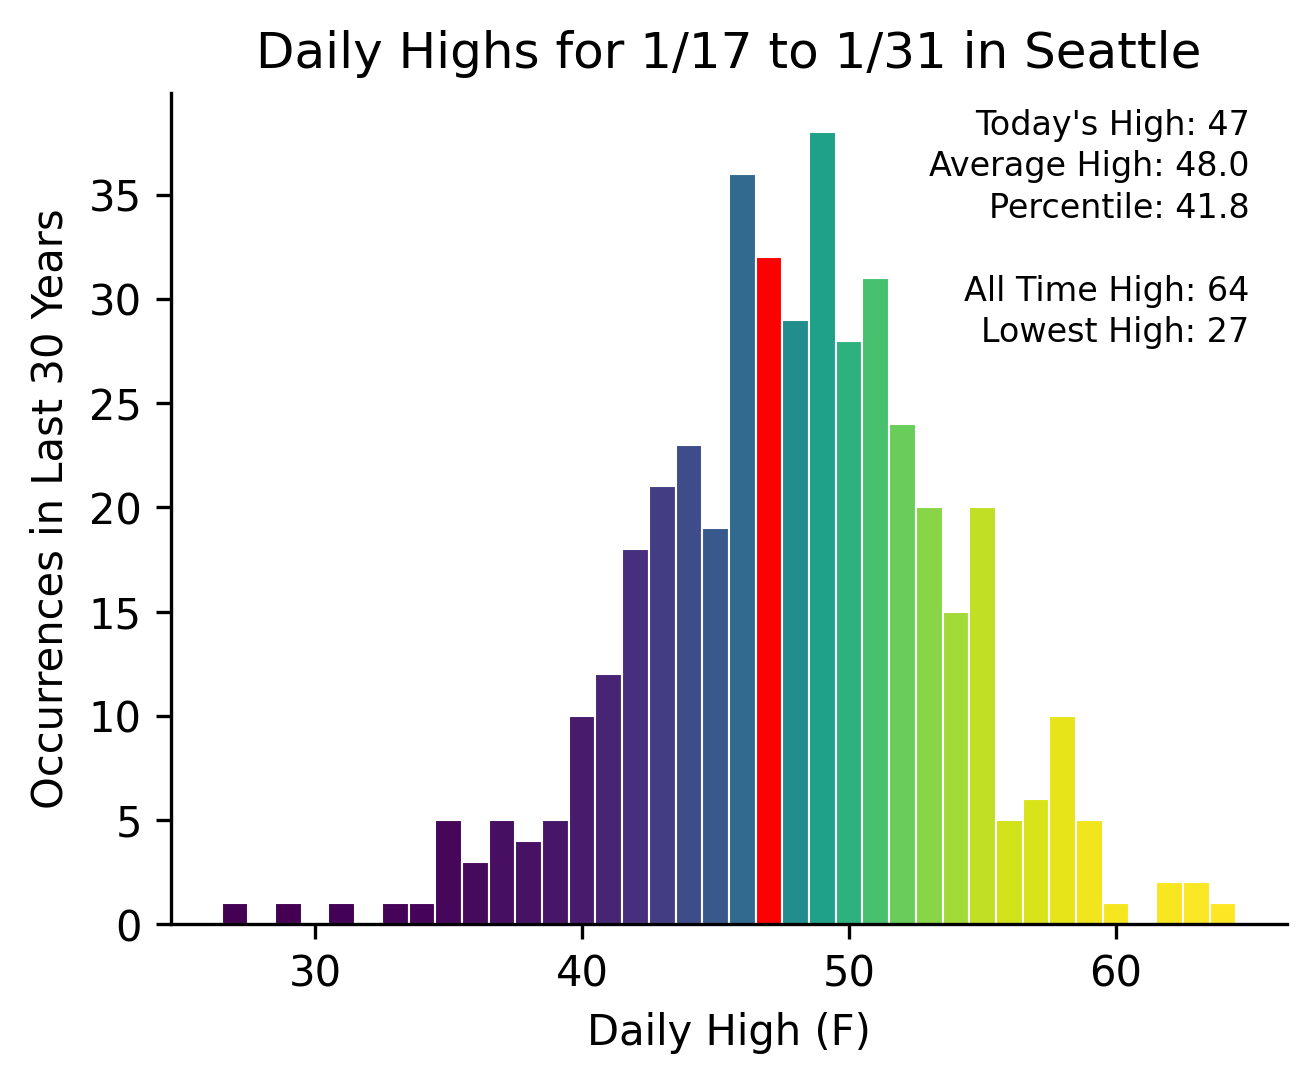 Daily Highs for 1/17 to 1/31 in Seattle
Today's High: 47
Average High: 48.0
Percentile: 41.8
All Time High: 64
Lowest High: 27
Occurrences in Last 30 Years
35
30
25
20
15
10
5
0
30 40 50 60
Daily High (F)